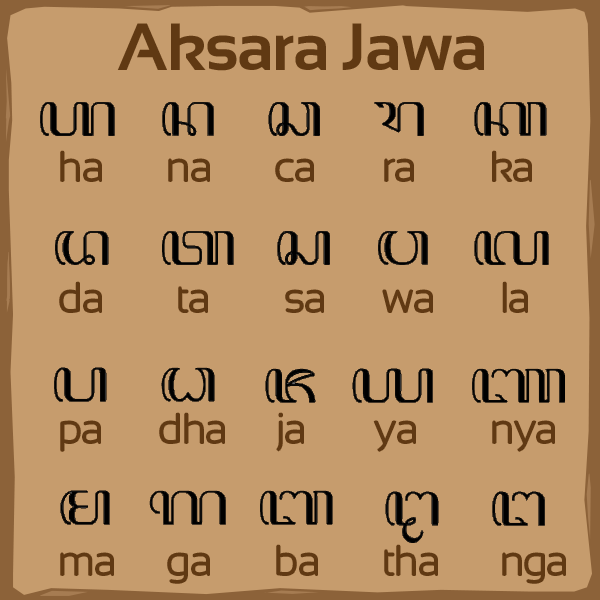 Aksara Jawa
ꦲ ꦤ ꦕ ꦫ ꦏ
ha na ca ra ka
ꦢ ꦠ ꦱ ꦮ ꦭ
da ta sa wa la
ꦥ ꦝ ꦗ ꦪ ꦚ
pa dha ja ya nya
ꦩ ꦒ ꦧ ꦛ ꦔ
ma ga ba tha nga